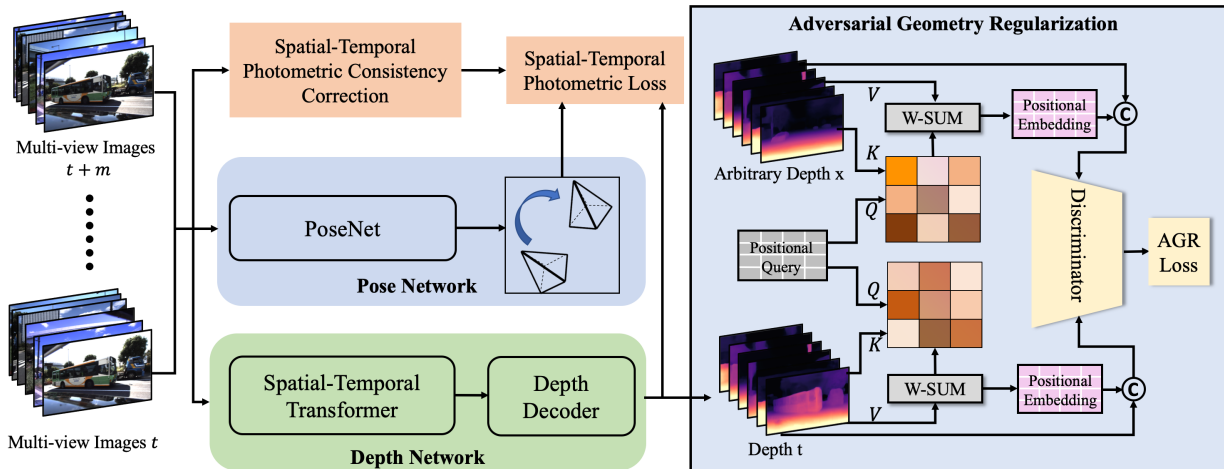 Multi-view Images
t + m
Multi-view Images t
Spatial-Temporal
Photometric Consistency
Correction
Spatial-Temporal
Photometric Loss
PoseNet
Pose Network
Spatial-Temporal
Transformer
Depth
Decoder
Depth Network
Adversarial Geometry Regularization
Arbitrary Depth x
V
K
Q
W-SUM
Positional
Embedding
C
Positional
Query
Q
K
V
W-SUM
Positional
Embedding
C
Depth t
Discriminator
AGR
Loss